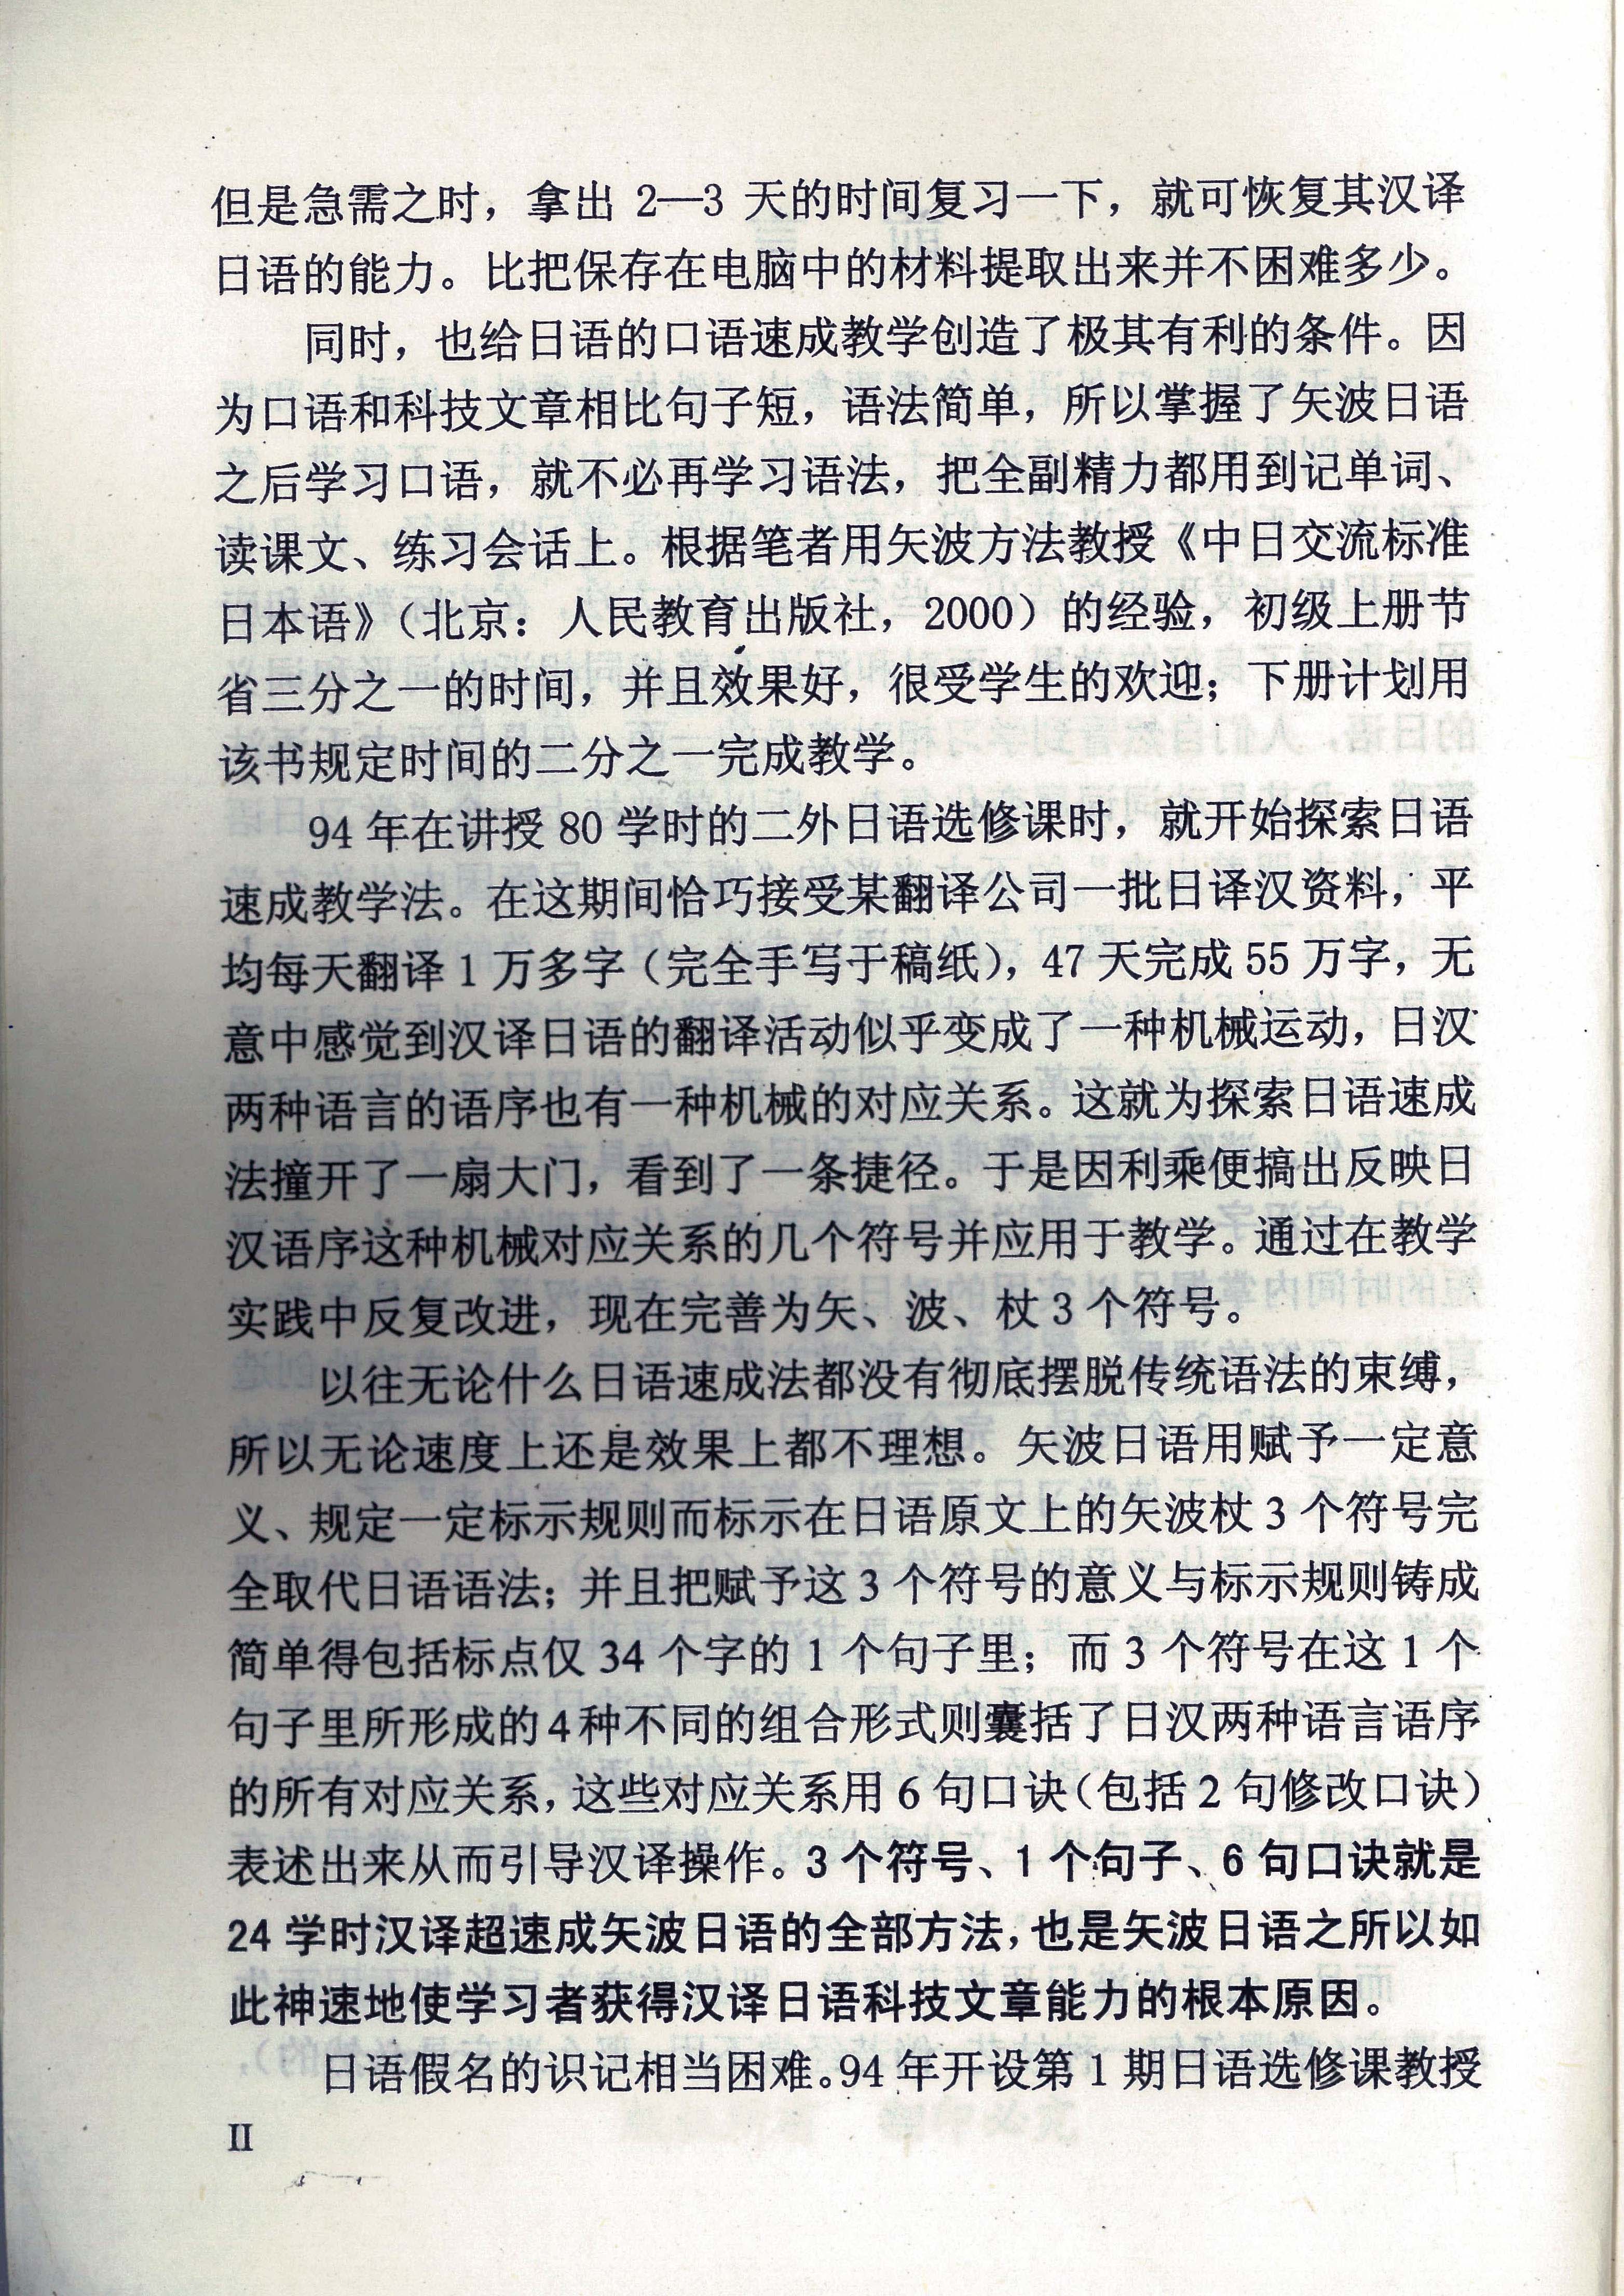 但是急需之时，拿出 2—3 天的时间复习一下，就可恢复其汉译
日语的能力。比把保存在电脑中的材料提取出来并不困难多少。
同时，也给日语的口语速成教学创造了极其有利的条件。因
为口语和科技文章相比句子短，语法简单，所以掌握了矢波日语
之后学习口语，就不必再学习语法，把全副精力都用到记单词、
读课文、练习会话上。根据笔者用矢波方法教授《中日交流标准
日本语》（北京：人民教育出版社，2000）的经验，初级上册节
省三分之一的时间，并且效果好，很受学生的欢迎；下册计划用
该书规定时间的二分之一完成教学。
94 年在讲授 80 学时的二外日语选修课时，就开始探索日语
速成教学法。在这期间恰巧接受某翻译公司一批日译汉资料，平
均每天翻译 1 万多字（完全手写于稿纸），47 天完成 55 万字，无
意中感觉到汉译日语的翻译活动似乎变成了一种机械运动，日汉
两种语言的语序也有一种机械的对应关系。这就为探索日语速成
法撞开了一扇大门，看到了一条捷径。于是因利乘便搞出反映日
汉语序这种机械对应关系的几个符号并应用于教学。通过在教学
实践中反复改进，现在完善为矢、波、杖 3 个符号。
以往无论什么日语速成法都没有彻底摆脱传统语法的束缚，
所以无论速度上还是效果上都不理想。矢波日语用赋予一定意
义、规定一定标示规则而标示在日语原文上的矢波杖 3 个符号完
全取代日语语法；并且把赋予这 3 个符号的意义与标示规则铸成
简单得包括标点仅 34 个字的 1 个句子里；而 3 个符号在这 1 个
句子里所形成的 4 种不同的组合形式则囊括了日汉两种语言语序
的所有对应关系，这些对应关系用 6 句口诀（包括 2 句修改口诀）
表述出来从而引导汉译操作。3 个符号、1 个句子、6 句口诀就是
24 学时汉译超速成矢波日语的全部方法，也是矢波日语之所以如
此神速地使学习者获得汉译日语科技文章能力的根本原因。
日语假名的识记相当困难。94 年开设第 1 期日语选修课教授
II